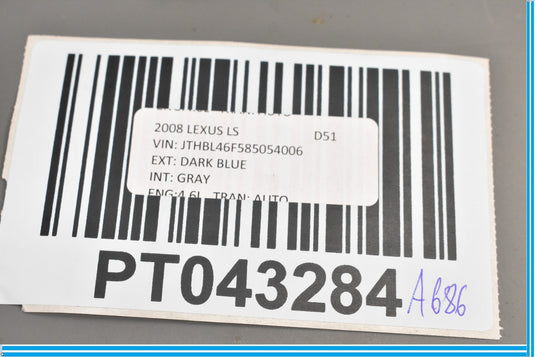 2008 LEXUS LS D51
VIN: JTHBL46F585054006
EXT: DARK BLUE
INT: GRAY
ENG:4.6L TRAN: AUTO
PT043284 A686